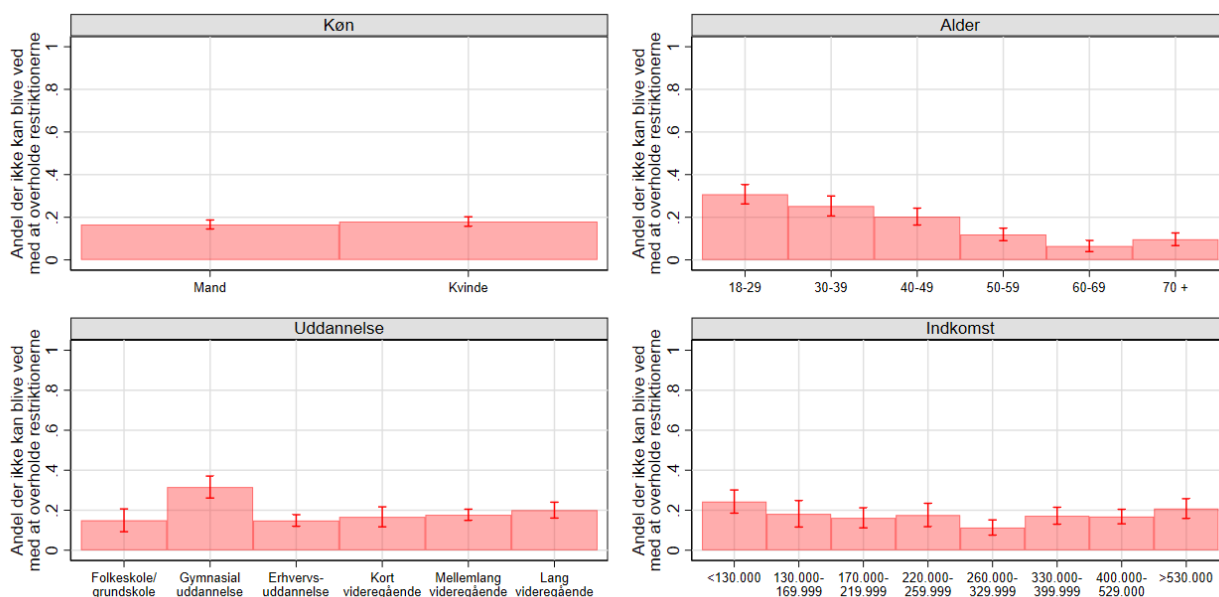 Køn
Andel der ikke kan blive ved
med at overholde restriktionerne
1
.8
.6
.4
.2
0
Mand
Kvinde
Alder
Andel der ikke kan blive ved
med at overholde restriktionerne
1
.8
.6
.4
.2
0
18-29
30-39
40-49
50-59
60-69
70 +
Uddannelse
Andel der ikke kan blive ved
med at overholde restriktionerne
1
.8
.6
.4
.2
0
Folkeskole/
grundskole
Gymnasial
uddannelse
Erhvervs-
uddannelse
Kort
videregående
Mellemlang
videregående
Lang
videregående
Indkomst
Andel der ikke kan blive ved
med at overholde restriktionerne
1
.8
.6
.4
.2
0
<130.000
130.000-
169.999
170.000-
219.999
220.000-
259.999
260.000-
329.999
330.000-
399.999
400.000-
529.000
>530.000